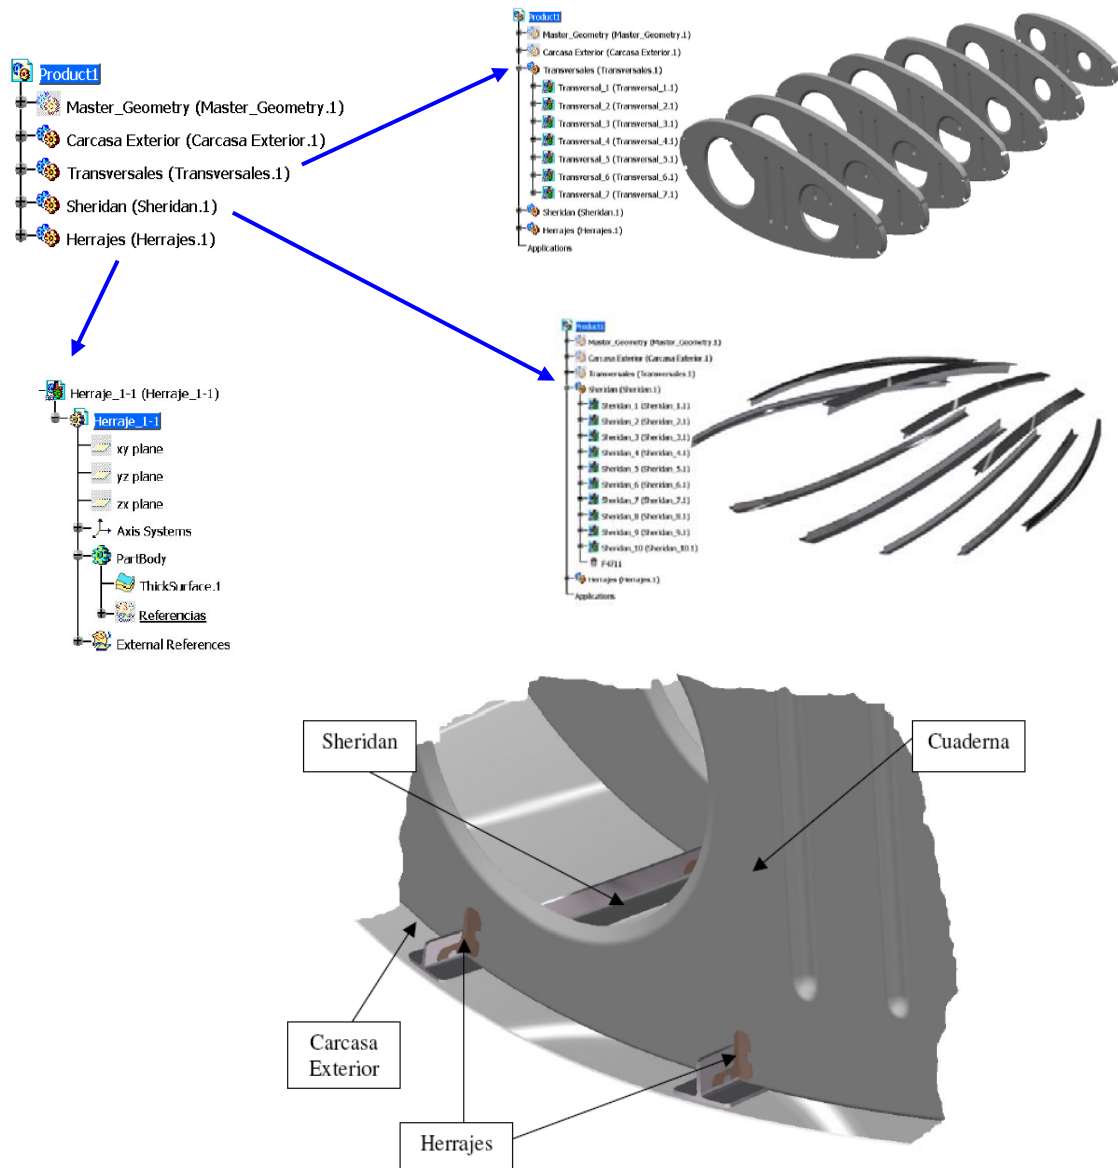 Product1
Master_Geometry (Master_Geometry.1)
Carcasa Exterior (Carcasa Exterior.1)
Transversales (Transversales.1)
Sheridan (Sheridan.1)
Herrajes (Herrajes.1)
Product1
Master_Geometry (Master_Geometry.1)
Carcasa Exterior (Carcasa Exterior.1)
Transversales (Transversales.1)
Transversal_1 (Transversal_1.1)
Transversal_2 (Transversal_2.1)
Transversal_3 (Transversal_3.1)
Transversal_4 (Transversal_4.1)
Transversal_5 (Transversal_5.1)
Transversal_6 (Transversal_6.1)
Transversal_7 (Transversal_7.1)
Sheridan (Sheridan.1)
Herrajes (Herrajes.1)
Applications
Herraje_1-1 (Herraje_1-1)
Herraje_1-1
xy plane
yz plane
zx plane
Axis Systems
PartBody
ThickSurface.1
Referencias
External References
Product1
Master_Geometry (Master_Geometry.1)
Carcasa Exterior (Carcasa Exterior.1)
Transversales (Transversales.1)
Sheridan (Sheridan.1)
Sheridan_1 (Sheridan_1.1)
Sheridan_2 (Sheridan_2.1)
Sheridan_3 (Sheridan_3.1)
Sheridan_4 (Sheridan_4.1)
Sheridan_5 (Sheridan_5.1)
Sheridan_6 (Sheridan_6.1)
Sheridan_7 (Sheridan_7.1)
Sheridan_8 (Sheridan_8.1)
Sheridan_9 (Sheridan_9.1)
Sheridan_10 (Sheridan_10.1)
F4711
Herrajes (Herrajes.1)
Applications
Sheridan
Cuaderna
Carcasa
Exterior
Herrajes